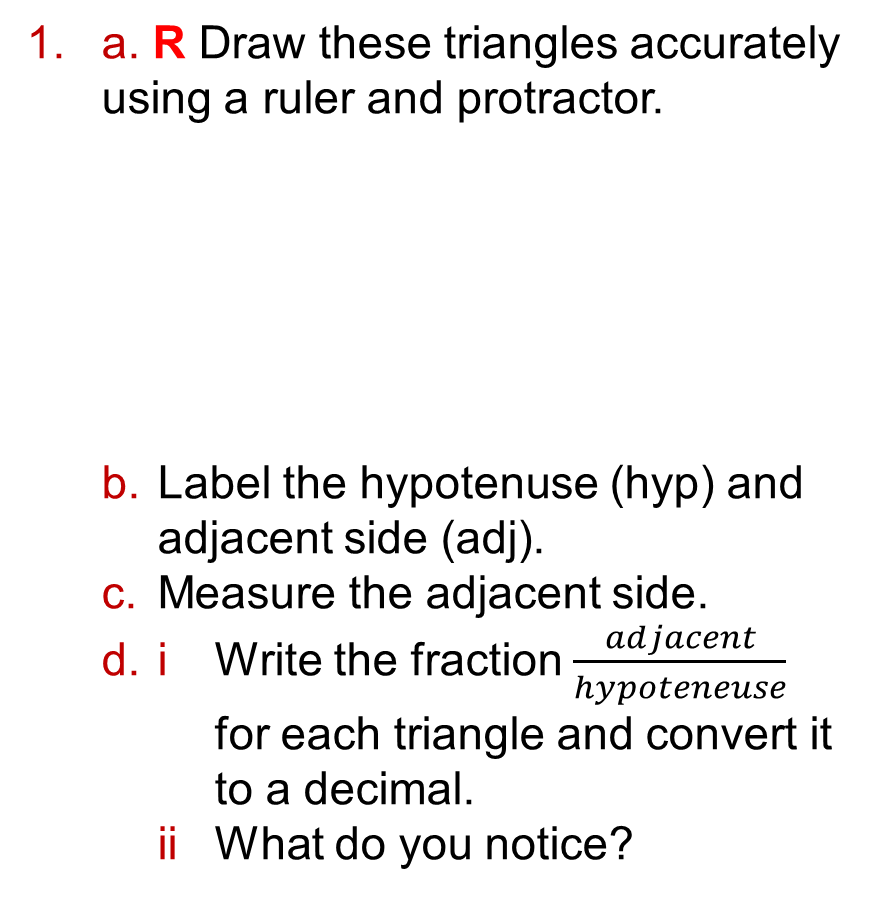 1. a. R Draw these triangles accurately
using a ruler and protractor.
b. Label the hypotenuse (hyp) and
adjacent side (adj).
c. Measure the adjacent side.
d. i Write the fraction adjacent/hypoteneuse
for each triangle and convert it
to a decimal.
ii What do you notice?